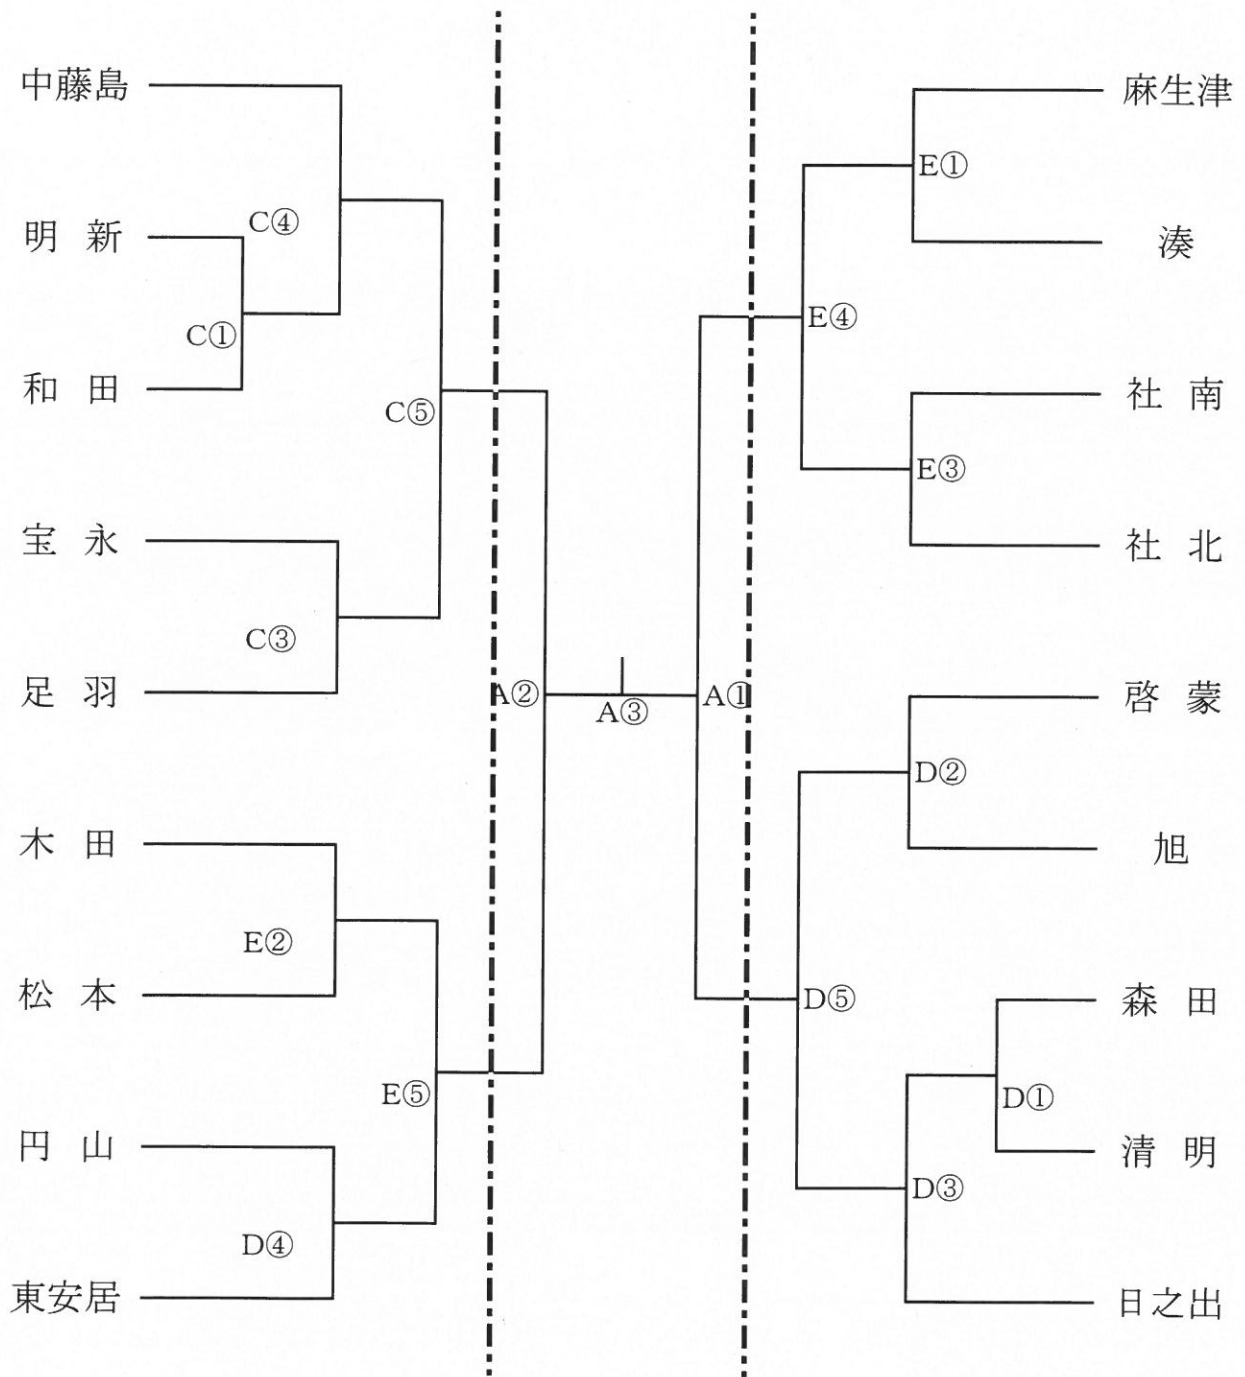 中藤島
明 新
和 田
宝 永
足 羽
木 田
松 本
円 山
東安居
C④
C①
C⑤
C③
E②
E⑤
D④
A②
A③
A①
E①
E④
E③
D②
D⑤
D①
D③
麻生津
湊
社 南
社 北
啓 蒙
旭
森 田
清 明
日之出